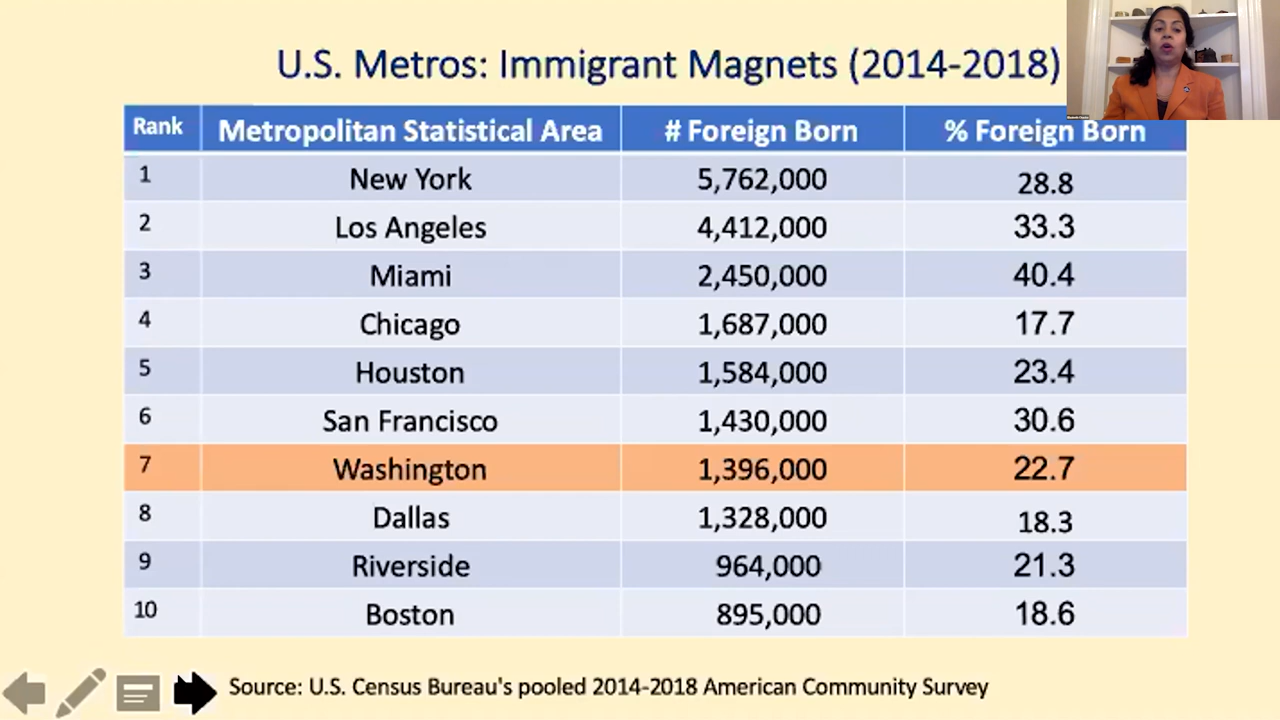 U.S. Metros: Immigrant Magnets (2014-2018)
Rank Metropolitan Statistical Area # Foreign Born % Foreign Born
1 New York 5,762,000 28.8
2 Los Angeles 4,412,000 33.3
3 Miami 2,450,000 40.4
4 Chicago 1,687,000 17.7
5 Houston 1,584,000 23.4
6 San Francisco 1,430,000 30.6
7 Washington 1,396,000 22.7
8 Dallas 1,328,000 18.3
9 Riverside 964,000 21.3
10 Boston 895,000 18.6
Source: U.S. Census Bureau's pooled 2014-2018 American Community Survey